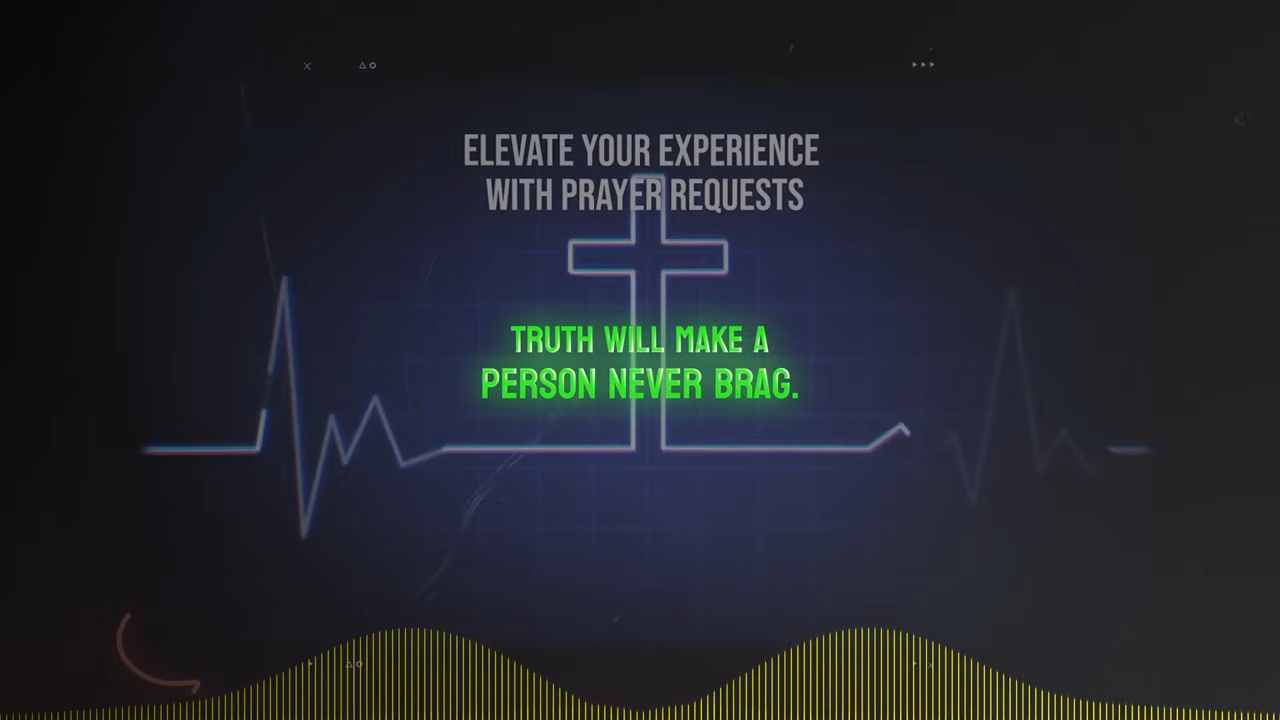 ELEVATE YOUR EXPERIENCE
WITH PRAYER REQUESTS
TRUTH WILL MAKE A
PERSON NEVER BRAG.